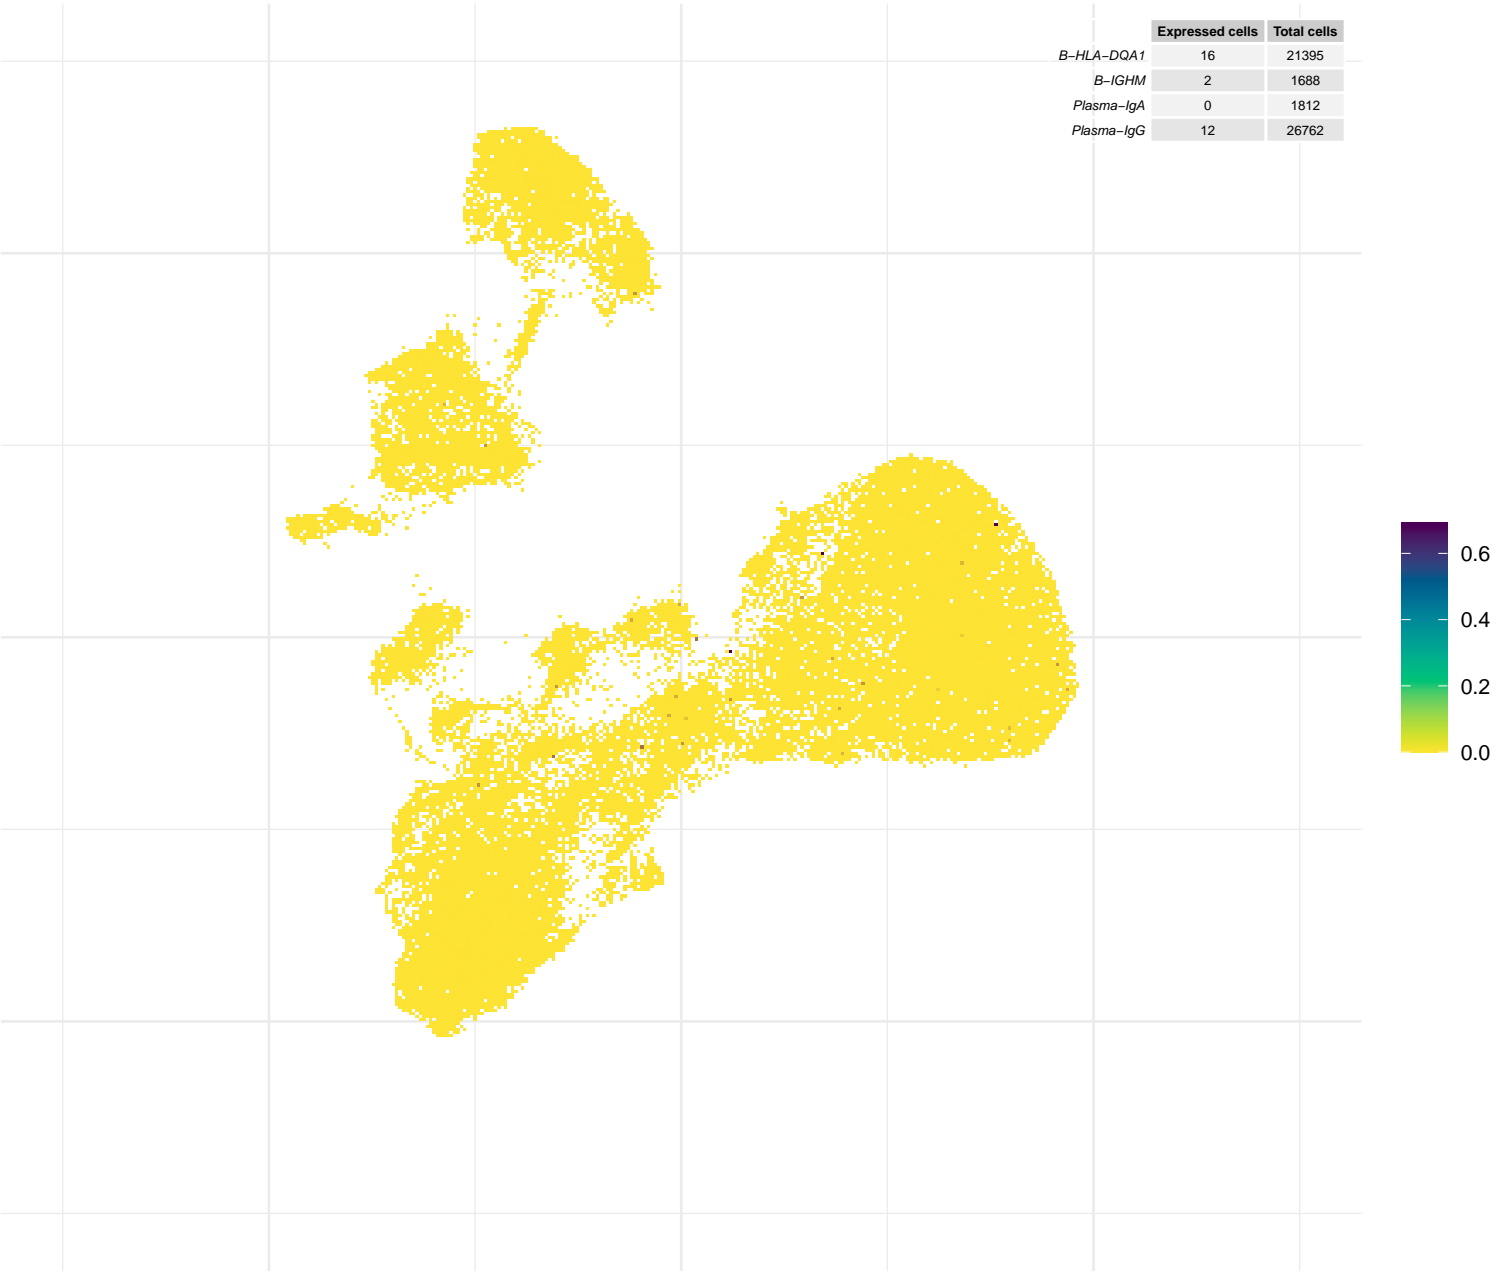 Expressed cells Total cells
B−HLA−DQA1 16 21395
B−IGHM 2 1688
Plasma−IgA 0 1812
Plasma−IgG 12 26762
0.6
0.4
0.2
0.0